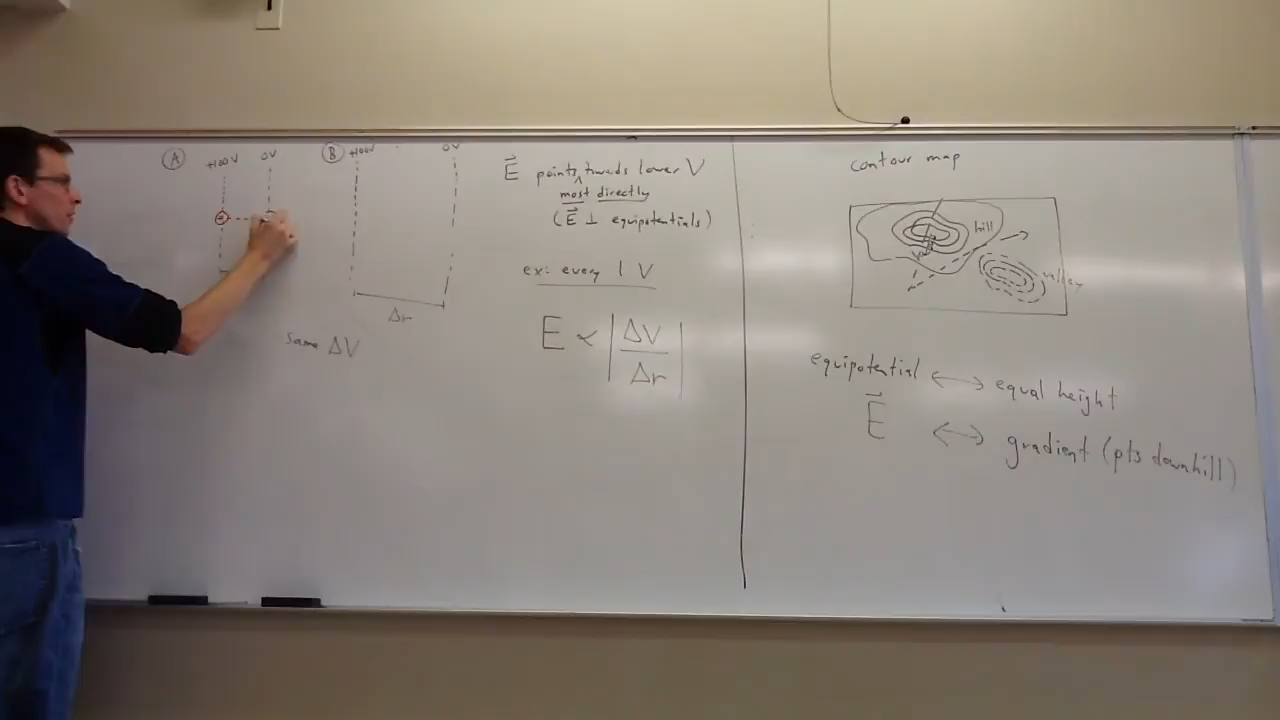 A +100V 0V
B +100V 0V
Δr
same ΔV
E⃗ points towards lower V
most directly
(E⃗ ⊥ equipotentials)
ex: every 1 V
E ∝ |ΔV/Δr|
contour map
hill
valley
equipotential ↔ equal height
E⃗ ↔ gradient (pts downhill)